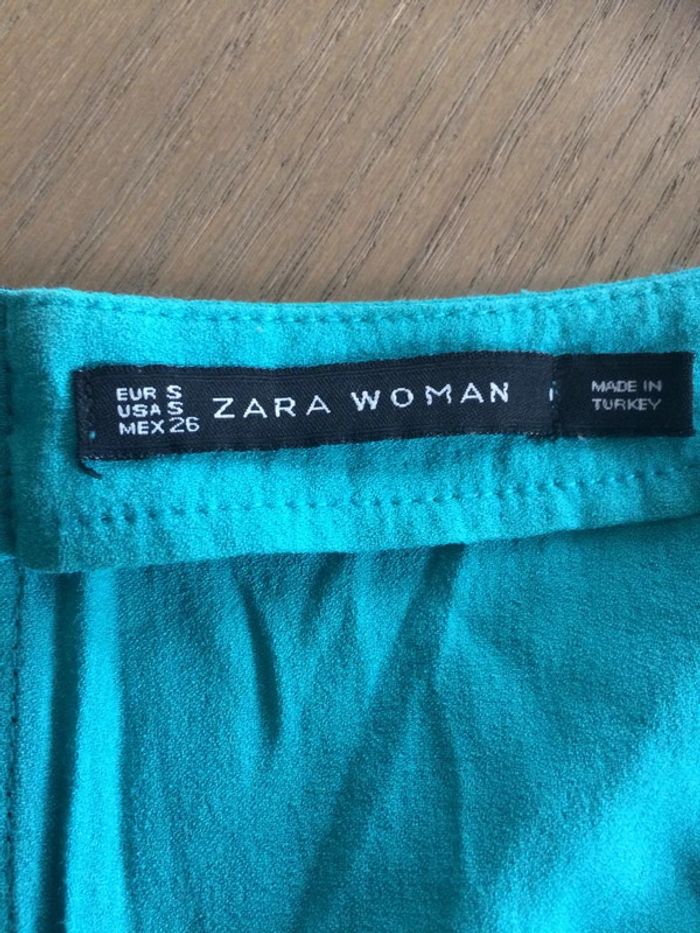 EUR S
USA S
MEX 26
ZARA WOMAN
MADE IN
TURKEY